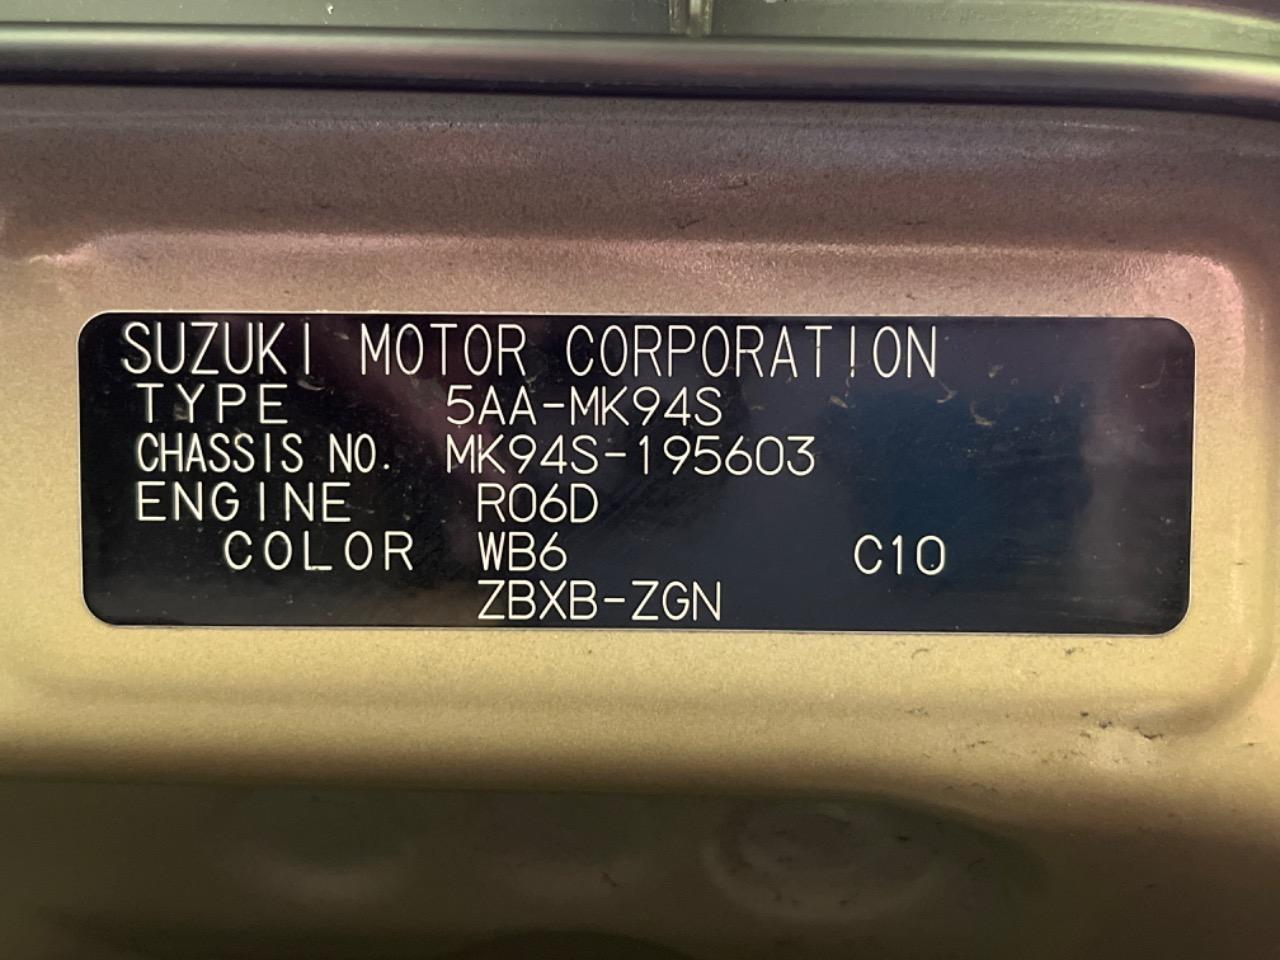 SUZUKI MOTOR CORPORATION
TYPE 5AA-MK94S
CHASSIS NO. MK94S-195603
ENGINE R06D
COLOR WB6 C10
ZBXB-ZGN